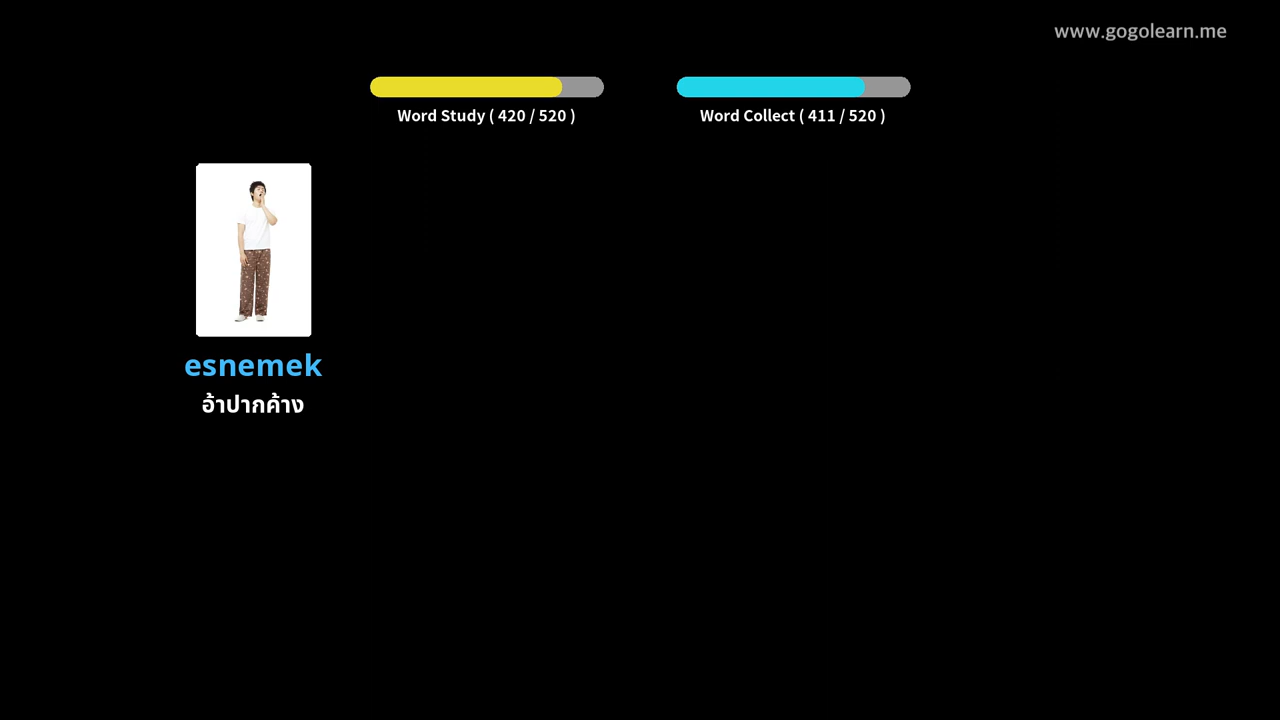 www.gogolearn.me
Word Study ( 420 / 520 )
Word Collect ( 411 / 520 )
esnemek
อ้าปากค้าง